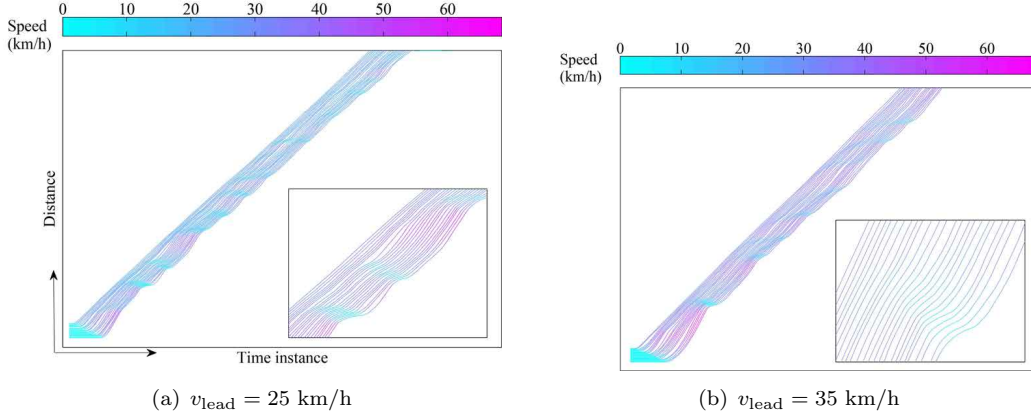 Speed
(km/h)
0 10 20 30 40 50 60
Distance
Time instance
(a) v_lead = 25 km/h
Speed
(km/h)
0 10 20 30 40 50 60
(b) v_lead = 35 km/h